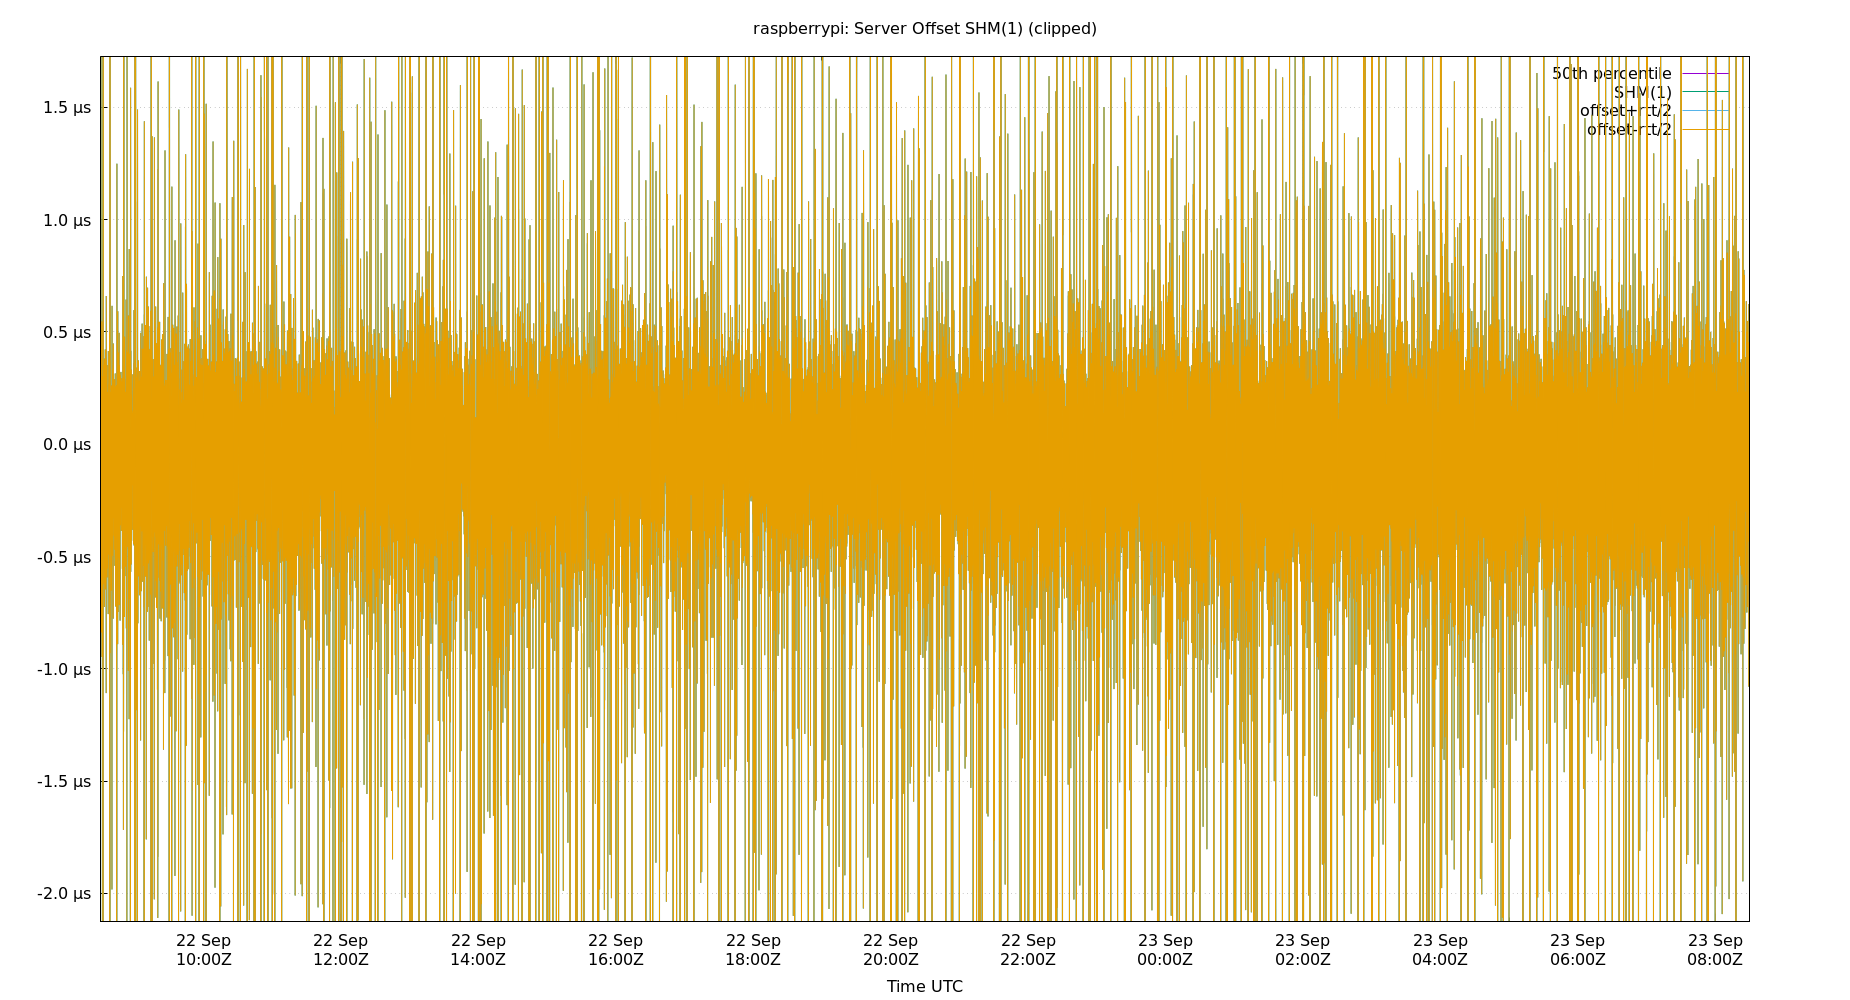 raspberrypi: Server Offset SHM(1) (clipped)
50th percentile
SHM(1)
offset+rtt/2
offset-rtt/2
1.5 µs
1.0 µs
0.5 µs
0.0 µs
-0.5 µs
-1.0 µs
-1.5 µs
-2.0 µs
22 Sep 22 Sep 22 Sep 22 Sep 22 Sep 22 Sep 22 Sep 23 Sep 23 Sep 23 Sep 23 Sep 23 Sep
10:00Z 12:00Z 14:00Z 16:00Z 18:00Z 20:00Z 22:00Z 00:00Z 02:00Z 04:00Z 06:00Z 08:00Z
Time UTC